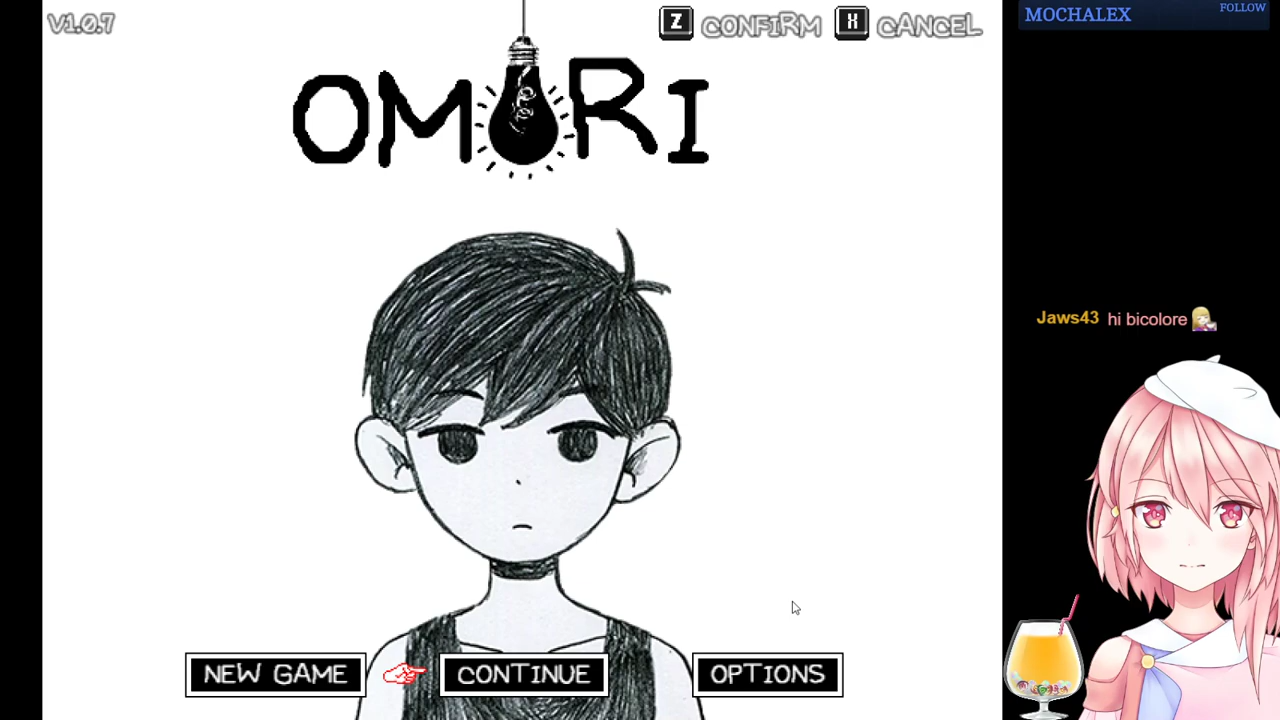 V1.0.7
Z CONFIRM X CANCEL
OMORI
NEW GAME
CONTINUE
OPTIONS
MOCHALEX
FOLLOW
Jaws43 hi bicolore